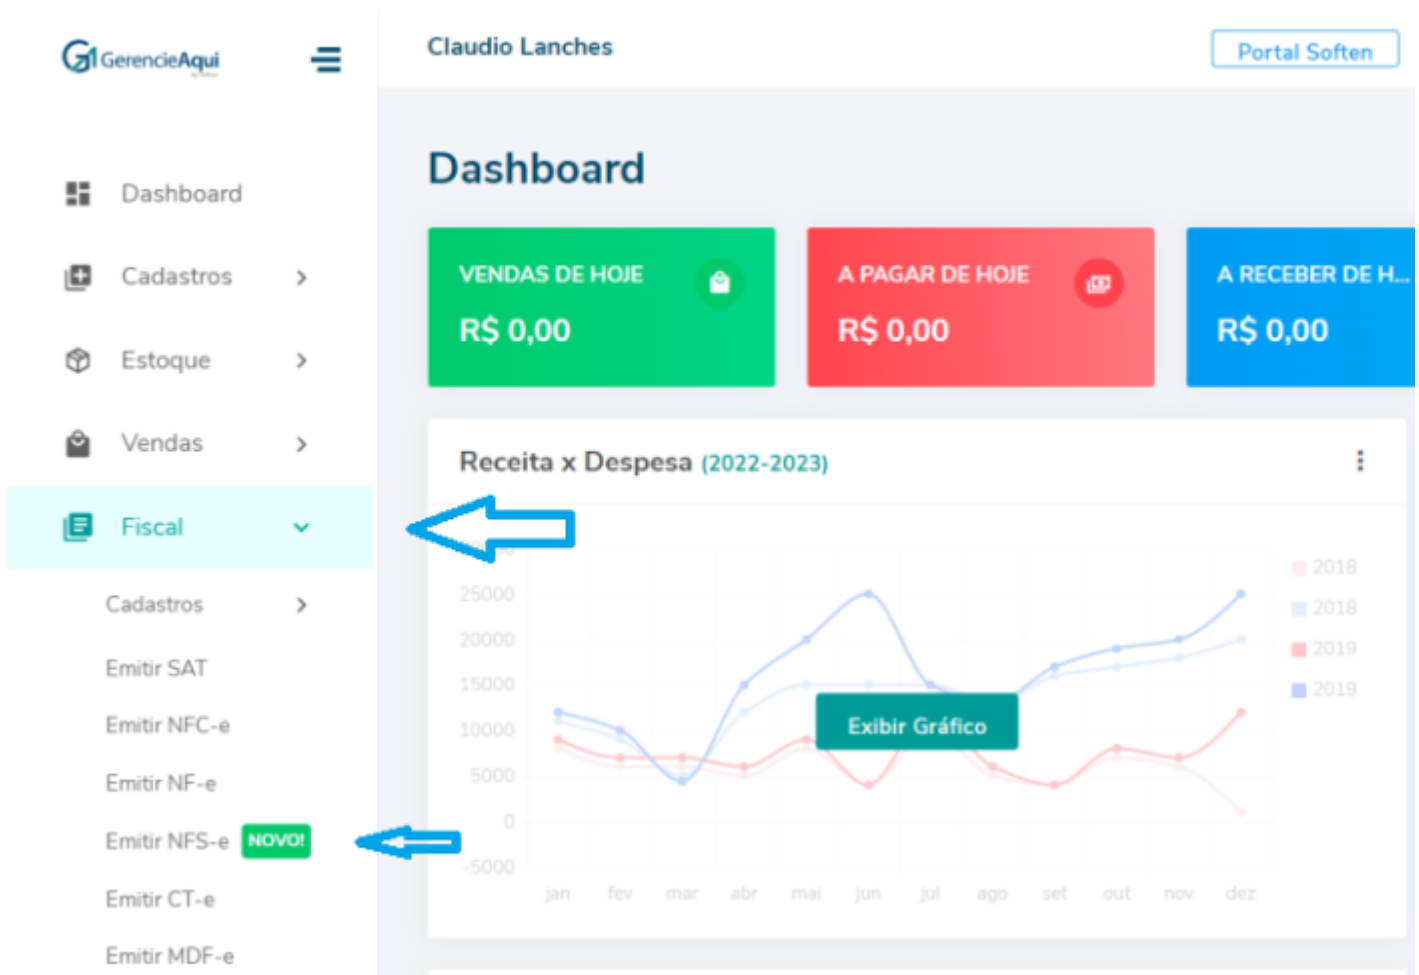 GerencieAqui
Claudio Lanches
Portal Soften
Dashboard
Cadastros
Estoque
Vendas
Fiscal
Cadastros
Emitir SAT
Emitir NFC-e
Emitir NF-e
Emitir NFS-e NOVO!
Emitir CT-e
Emitir MDF-e
Dashboard
VENDAS DE HOJE
R$ 0,00
A PAGAR DE HOJE
R$ 0,00
A RECEBER DE H...
R$ 0,00
Receita x Despesa (2022-2023)
25000
20000
15000
10000
5000
0
-5000
jan fev mar abr mai jun jul ago set out nov dez
Exibir Gráfico
2018
2018
2019
2019